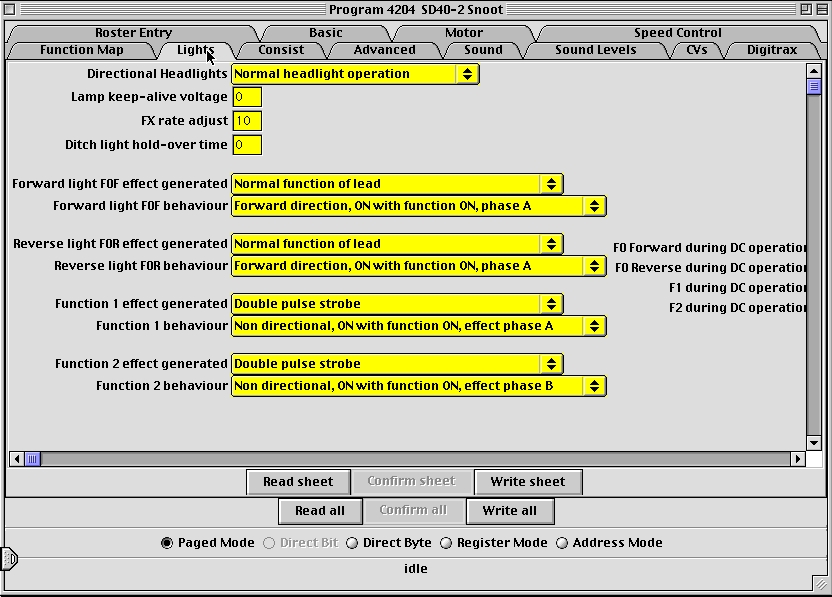 Program 4204 SD40-2 Snoot
Roster Entry Basic Motor Speed Control
Function Map Lights Consist Advanced Sound Sound Levels CVs Digitrax
Directional Headlights Normal headlight operation
Lamp keep-alive voltage 0
FX rate adjust 10
Ditch light hold-over time 0
Forward light F0F effect generated Normal function of lead
Forward light F0F behaviour Forward direction, ON with function ON, phase A
Reverse light F0R effect generated Normal function of lead
F0 Forward during DC operation
Reverse light F0R behaviour Forward direction, ON with function ON, phase A
F0 Reverse during DC operation
F1 during DC operation
Function 1 effect generated Double pulse strobe
F2 during DC operation
Function 1 behaviour Non directional, ON with function ON, effect phase A
Function 2 effect generated Double pulse strobe
Function 2 behaviour Non directional, ON with function ON, effect phase B
Read sheet Confirm sheet Write sheet
Read all Confirm all Write all
Paged Mode Direct Bit Direct Byte Register Mode Address Mode
idle